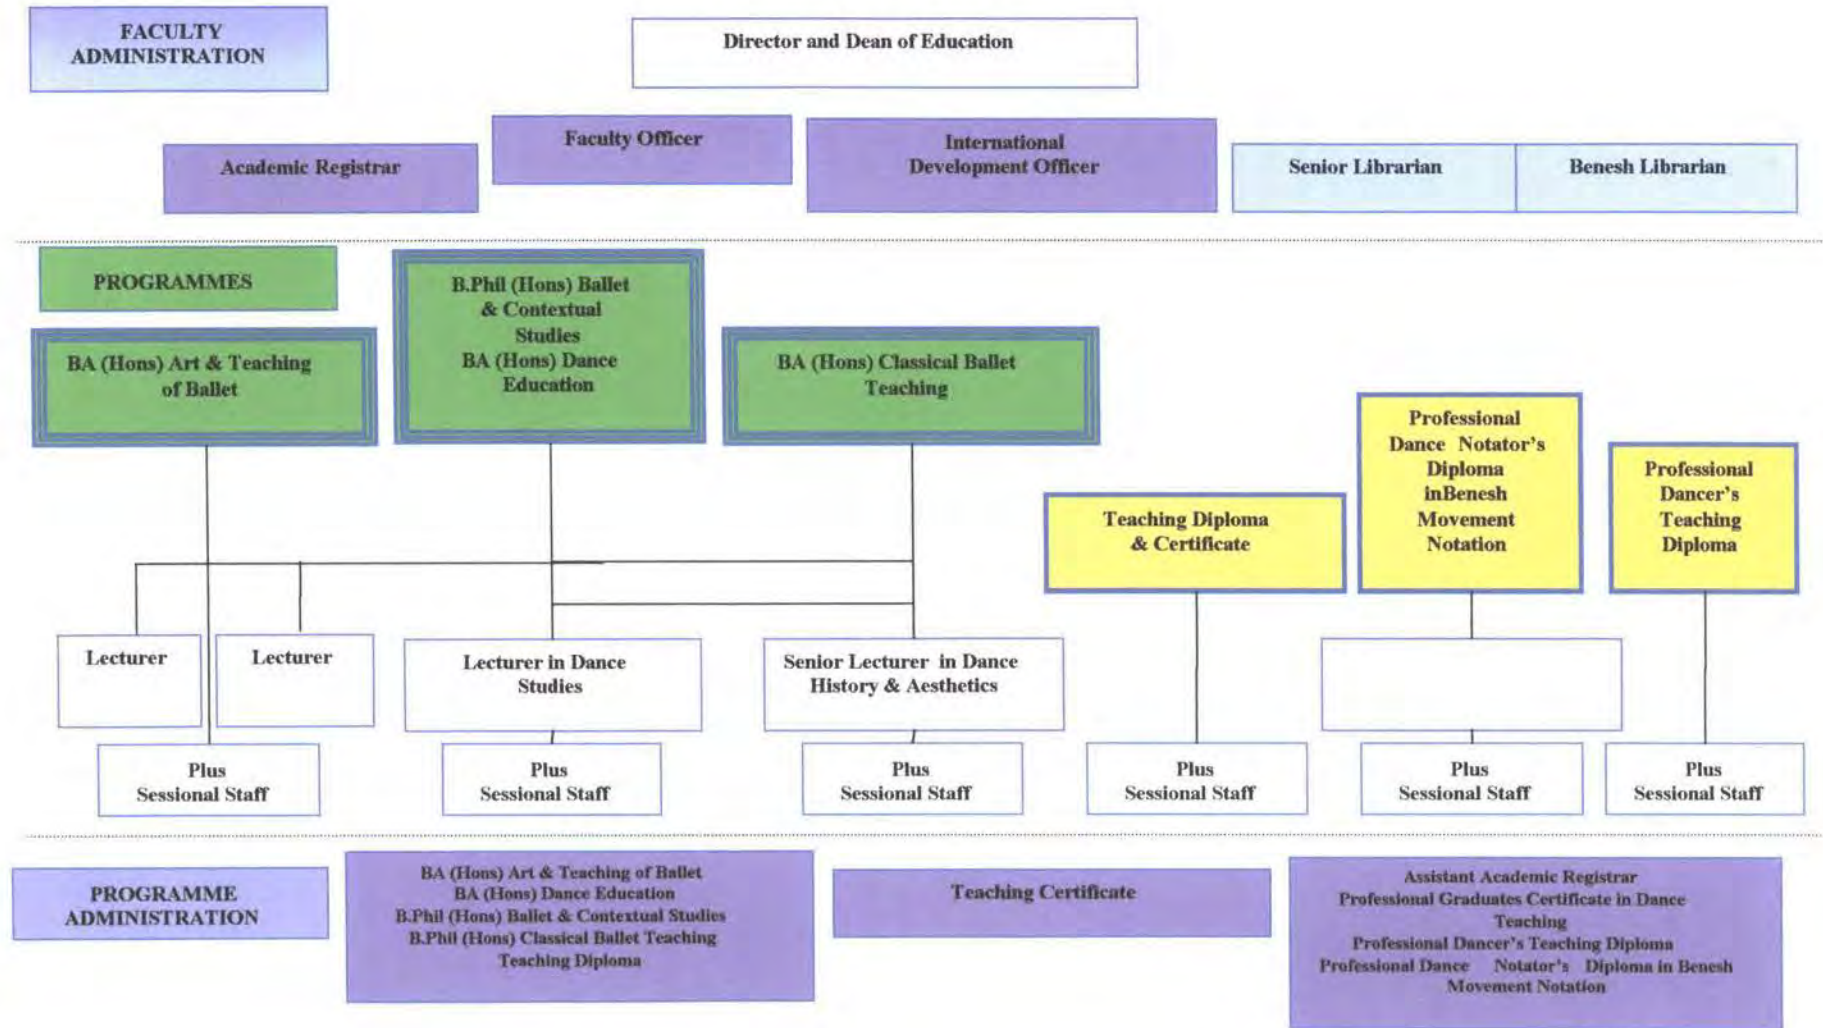 FACULTY
ADMINISTRATION
Director and Dean of Education
Academic Registrar
Faculty Officer
International
Development Officer
Senior Librarian
Benesh Librarian
PROGRAMMES
BA (Hons) Art & Teaching
of Ballet
B.Phil (Hons) Ballet
& Contextual
Studies
BA (Hons) Dance
Education
BA (Hons) Classical Ballet
Teaching
Teaching Diploma
& Certificate
Professional
Dance Notator's
Diploma
inBenesh
Movement
Notation
Professional
Dancer's
Teaching
Diploma
Lecturer
Lecturer
Lecturer in Dance
Studies
Senior Lecturer in Dance
History & Aesthetics
Plus
Sessional Staff
Plus
Sessional Staff
Plus
Sessional Staff
Plus
Sessional Staff
Plus
Sessional Staff
Plus
Sessional Staff
PROGRAMME
ADMINISTRATION
BA (Hons) Art & Teaching of Ballet
BA (Hons) Dance Education
B.Phil (Hons) Ballet & Contextual Studies
B.Phil (Hons) Classical Ballet Teaching
Teaching Diploma
Teaching Certificate
Assistant Academic Registrar
Professional Graduates Certificate in Dance
Teaching
Professional Dancer's Teaching Diploma
Professional Dance Notator's Diploma in Benesh
Movement Notation